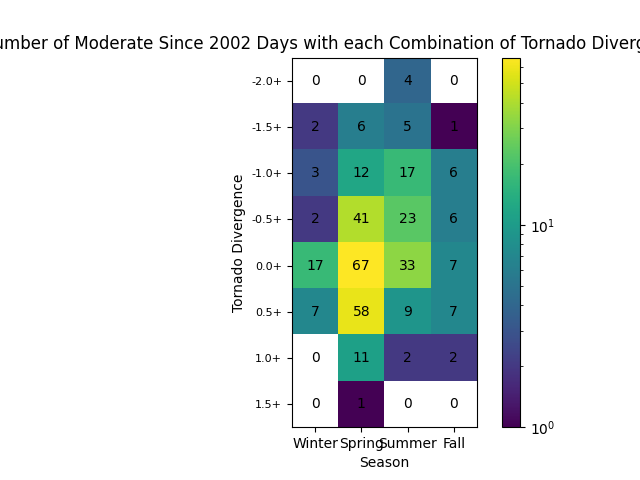 of Moderate Since 2002 Days with each Combination of Tornado
-2.0+ 0 0 4 0
-1.5+ 2 6 5 1
-1.0+ 3 12 17 6
-0.5+ 2 41 23 6
0.0+ 17 67 33 7
0.5+ 7 58 9 7
1.0+ 0 11 2 2
1.5+ 0 1 0 0
Winter Spring Summer Fall
Season
Tornado Divergence
10¹
10⁰